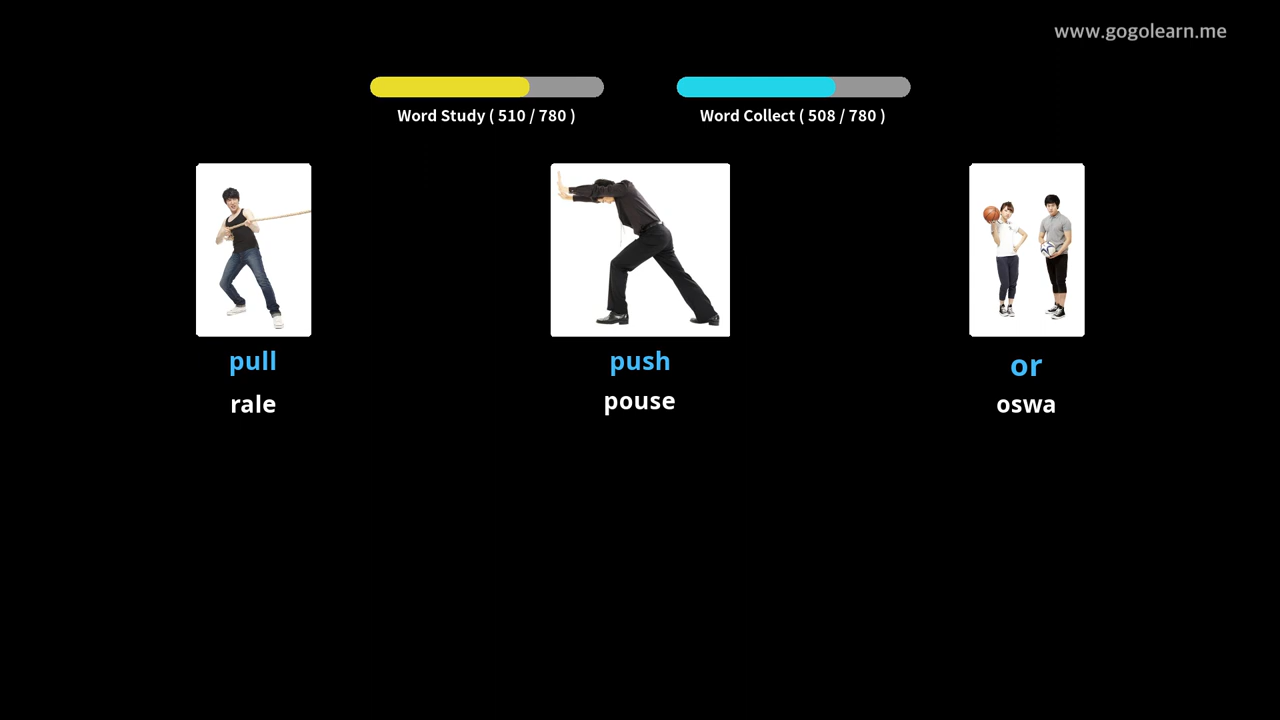 www.gogolearn.me
Word Study ( 510 / 780 )
Word Collect ( 508 / 780 )
pull
push
or
rale
pouse
oswa